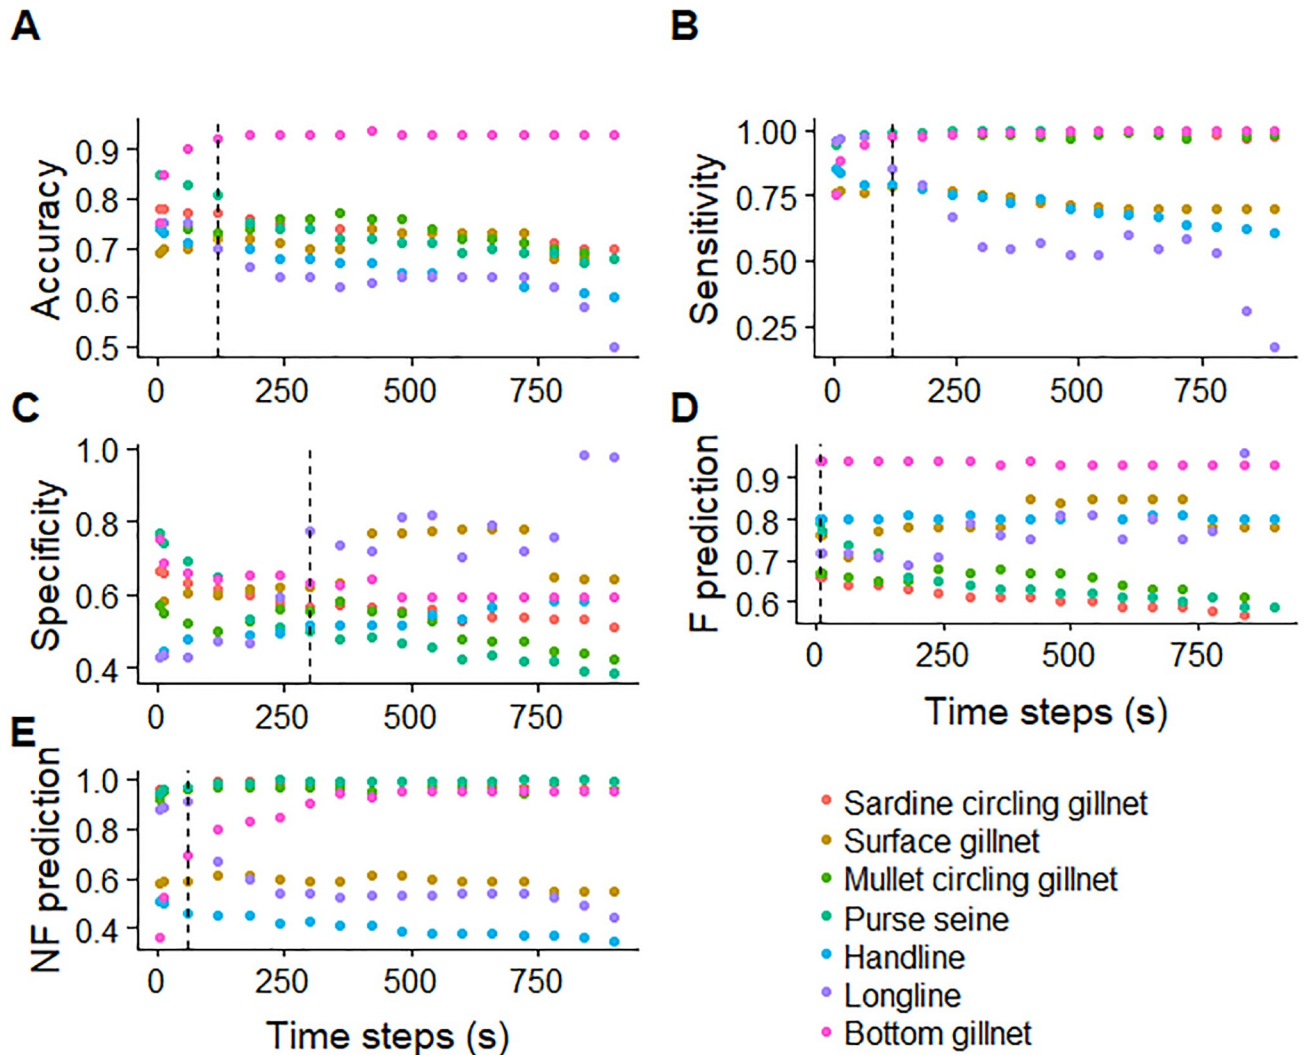 A
Accuracy
0.9
0.8
0.7
0.6
0.5
0 250 500 750
B
Sensitivity
1.00
0.75
0.50
0.25
0 250 500 750
C
Specificity
1.0
0.8
0.6
0.4
0 250 500 750
D
F prediction
0.9
0.8
0.7
0.6
0 250 500 750
Time steps (s)
E
NF prediction
1.0
0.8
0.6
0.4
0 250 500 750
Time steps (s)
Sardine circling gillnet
Surface gillnet
Mullet circling gillnet
Purse seine
Handline
Longline
Bottom gillnet